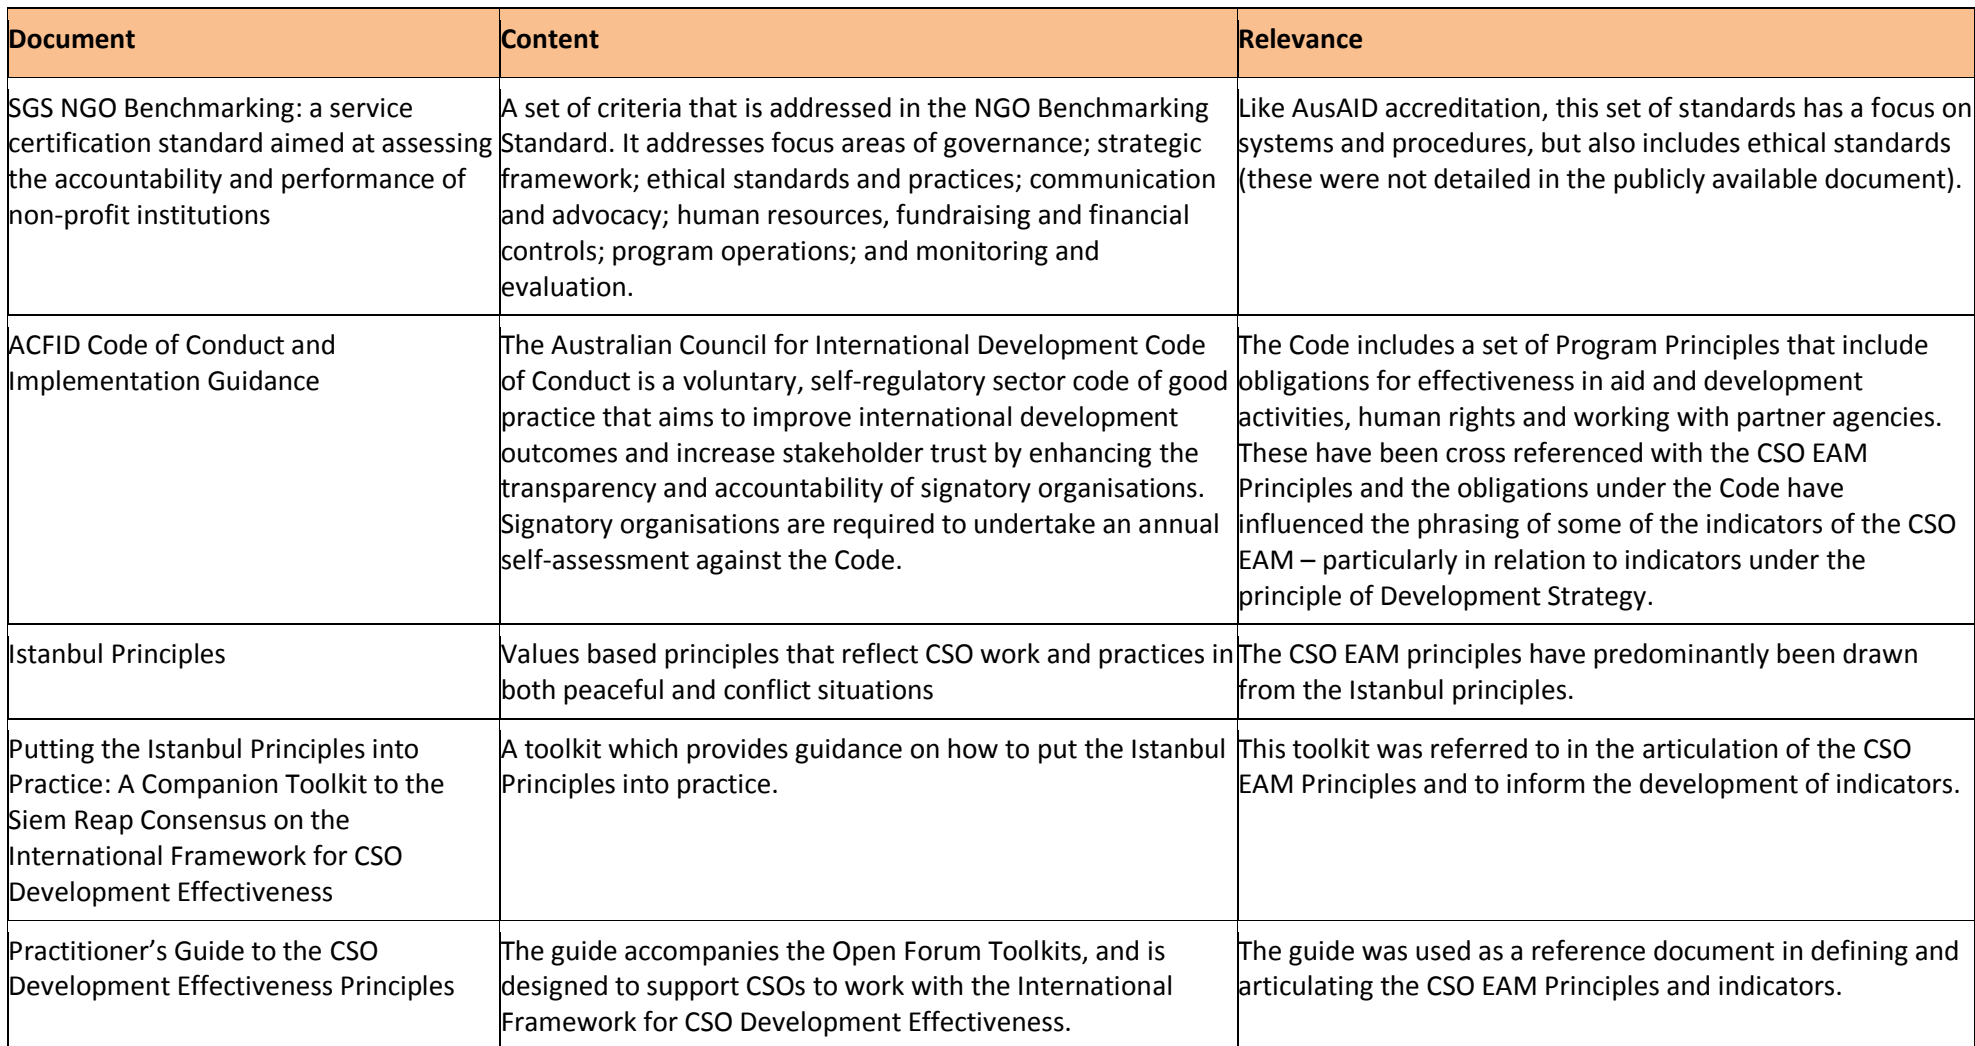 Document
Content
Relevance
SGS NGO Benchmarking: a service
certification standard aimed at assessing
the accountability and performance of
non-profit institutions
A set of criteria that is addressed in the NGO Benchmarking
Standard. It addresses focus areas of governance; strategic
framework; ethical standards and practices; communication
and advocacy; human resources, fundraising and financial
controls; program operations; and monitoring and
evaluation.
Like AusAID accreditation, this set of standards has a focus on
systems and procedures, but also includes ethical standards
(these were not detailed in the publicly available document).
ACFID Code of Conduct and
Implementation Guidance
The Australian Council for International Development Code
of Conduct is a voluntary, self-regulatory sector code of good
practice that aims to improve international development
outcomes and increase stakeholder trust by enhancing the
transparency and accountability of signatory organisations.
Signatory organisations are required to undertake an annual
self-assessment against the Code.
The Code includes a set of Program Principles that include
obligations for effectiveness in aid and development
activities, human rights and working with partner agencies.
These have been cross referenced with the CSO EAM
Principles and the obligations under the Code have
influenced the phrasing of some of the indicators of the CSO
EAM – particularly in relation to indicators under the
principle of Development Strategy.
Istanbul Principles
Values based principles that reflect CSO work and practices in
both peaceful and conflict situations
The CSO EAM principles have predominantly been drawn
from the Istanbul principles.
Putting the Istanbul Principles into
Practice: A Companion Toolkit to the
Siem Reap Consensus on the
International Framework for CSO
Development Effectiveness
A toolkit which provides guidance on how to put the Istanbul
Principles into practice.
This toolkit was referred to in the articulation of the CSO
EAM Principles and to inform the development of indicators.
Practitioner’s Guide to the CSO
Development Effectiveness Principles
The guide accompanies the Open Forum Toolkits, and is
designed to support CSOs to work with the International
Framework for CSO Development Effectiveness.
The guide was used as a reference document in defining and
articulating the CSO EAM Principles and indicators.